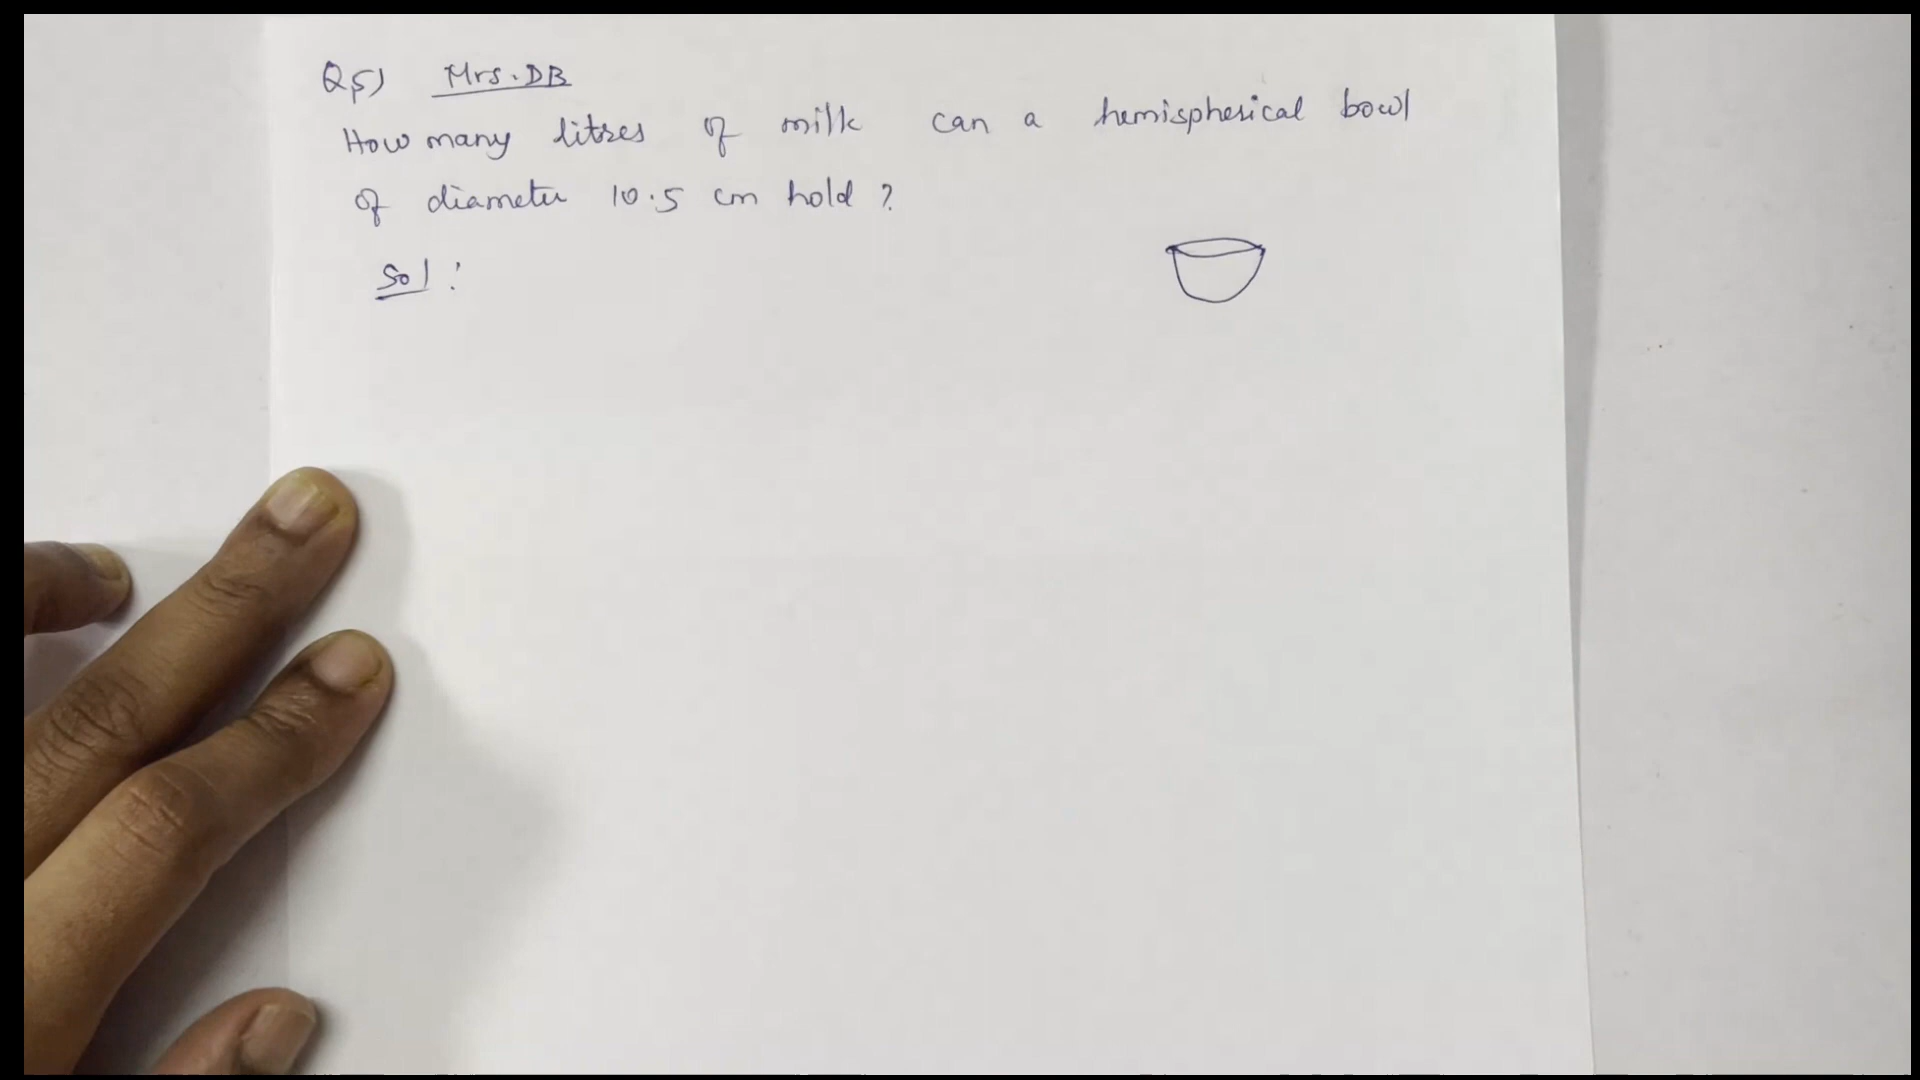 Q5) Mrs.DB
How many litres of milk can a hemispherical bowl
of diameter 10.5 cm hold ?
Sol :